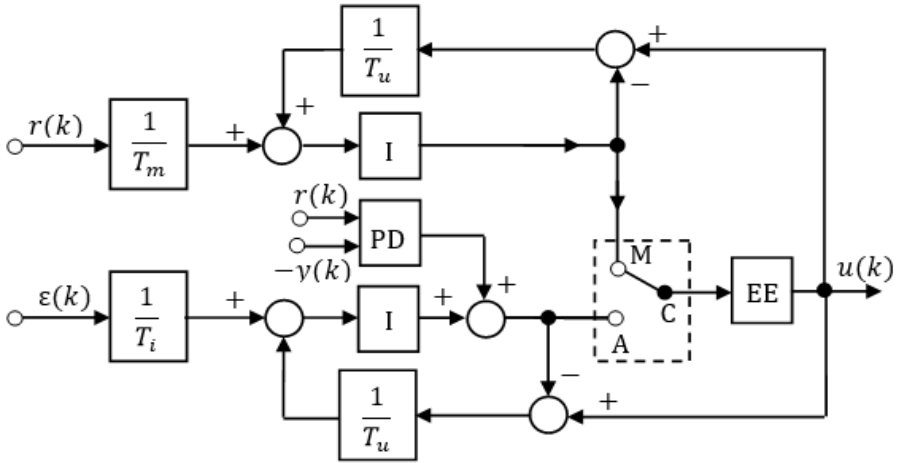 1
T_u
+
−
+
r(k)
1
T_m
+
I
r(k)
PD
−y(k)
+
M
C
EE
u(k)
ε(k)
1
T_i
+
I
+
A
−
1
T_u
+